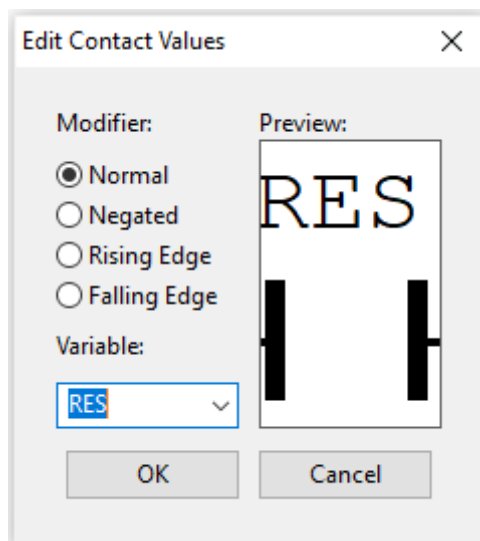 Edit Contact Values
Modifier:
Normal
Negated
Rising Edge
Falling Edge
Variable:
RES
Preview:
RES
OK
Cancel